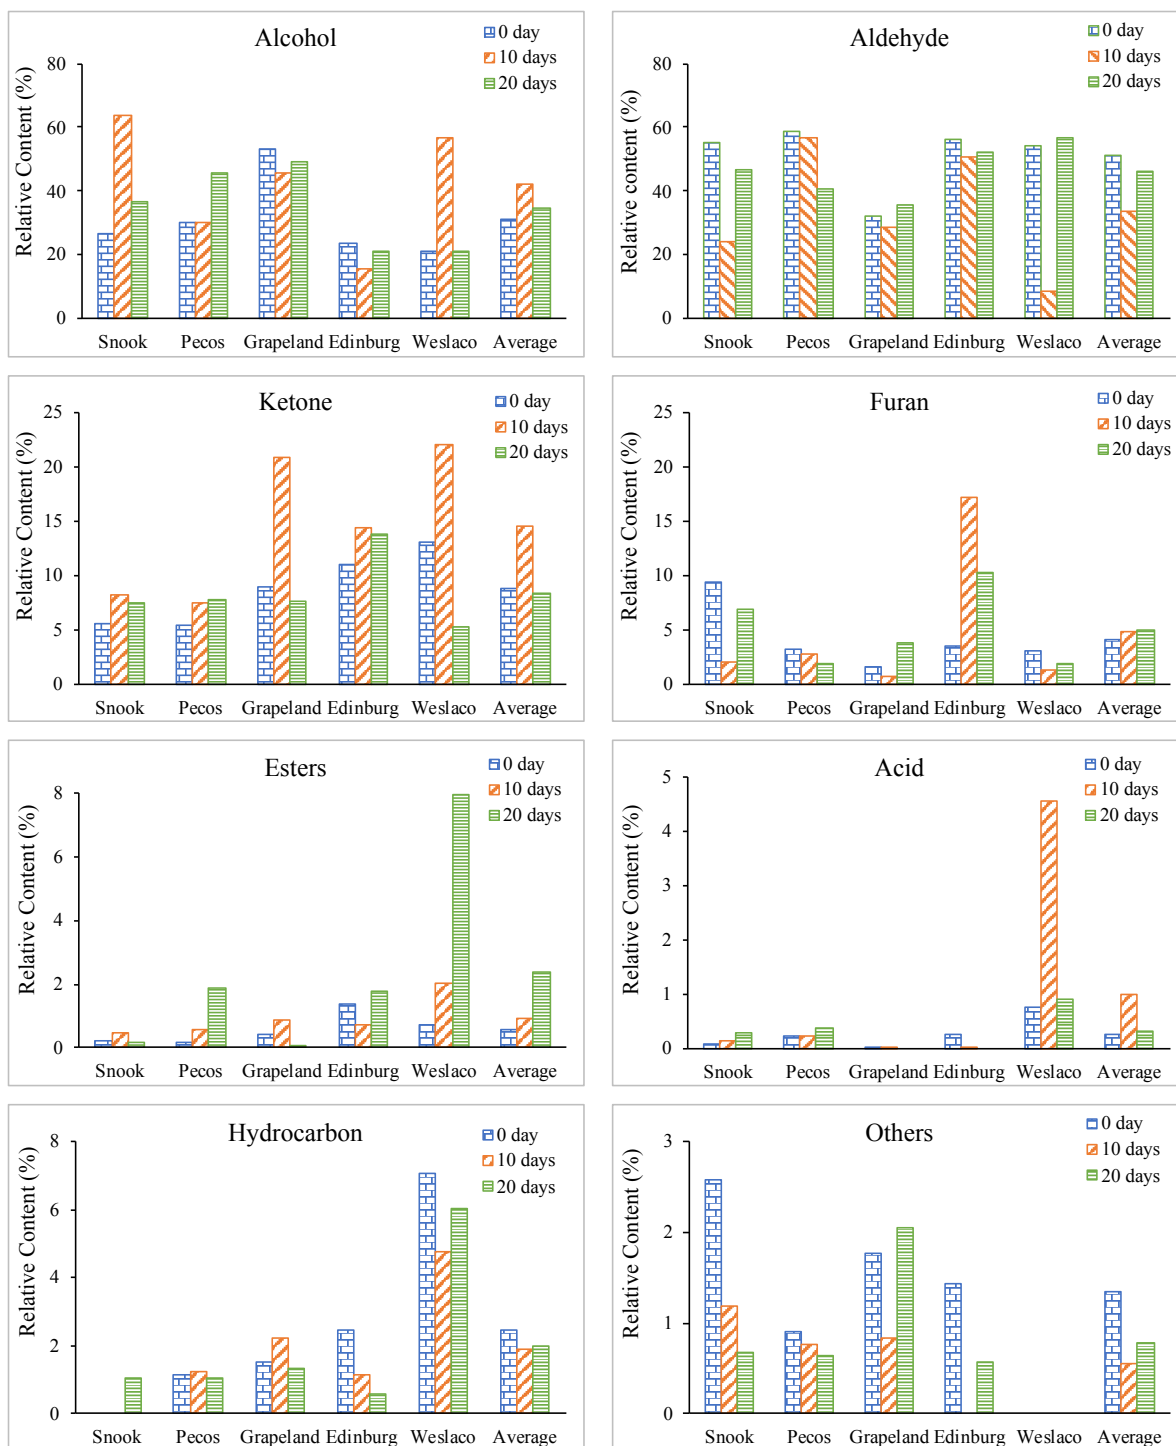 Alcohol
Relative Content (%)
0 day
10 days
20 days
80
60
40
20
0
Snook Pecos Grapeland Edinburg Weslaco Average
Aldehyde
Relative content (%)
0 day
10 days
20 days
80
60
40
20
0
Snook Pecos Grapeland Edinburg Weslaco Average
Ketone
Relative Content (%)
0 day
10 days
20 days
25
20
15
10
5
0
Snook Pecos Grapeland Edinburg Weslaco Average
Furan
Relative Content (%)
0 day
10 days
20 days
25
20
15
10
5
0
Snook Pecos Grapeland Edinburg Weslaco Average
Esters
Relative Content (%)
0 day
10 days
20 days
8
6
4
2
0
Snook Pecos Grapeland Edinburg Weslaco Average
Acid
Relative Content (%)
0 day
10 days
20 days
5
4
3
2
1
0
Snook Pecos Grapeland Edinburg Weslaco Average
Hydrocarbon
Relative Content (%)
0 day
10 days
20 days
8
6
4
2
0
Snook Pecos Grapeland Edinburg Weslaco Average
Others
Relative Content (%)
0 day
10 days
20 days
3
2
1
0
Snook Pecos Grapeland Edinburg Weslaco Average